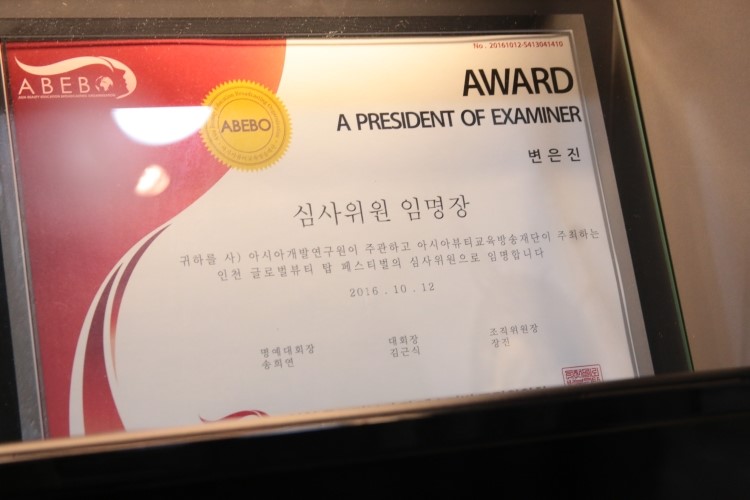 No. 20161012-S413041410
ABEBO
AWARD
A PRESIDENT OF EXAMINER
ABEBO
변은진
심사위원 임명장
귀하를 사) 아시아개발연구원이 주관하고 아시아뷰티교육방송재단이 주최하는
인천 글로벌뷰티 탑 페스티벌의 심사위원으로 임명합니다
2016 . 10 . 12
명예대회장
송희연
대회장
김근식
조직위원장
장진